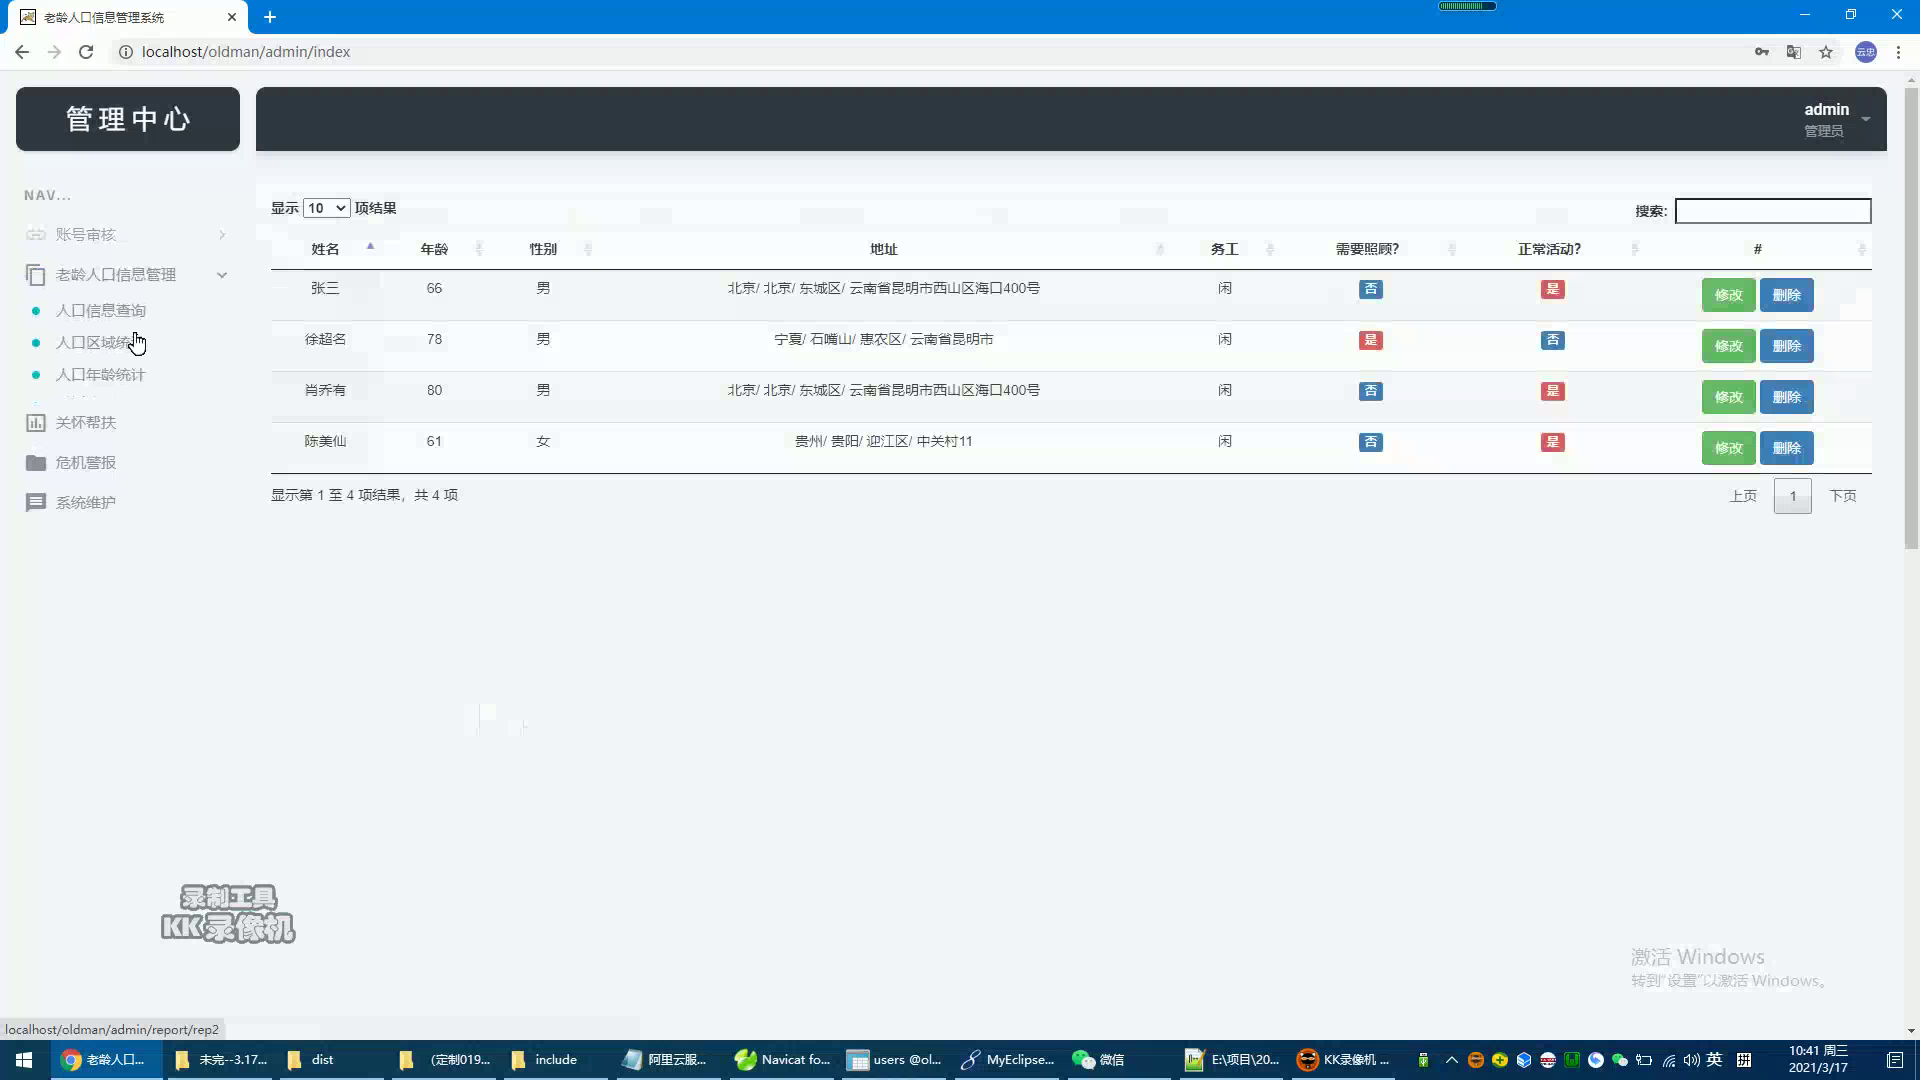 老龄人口信息管理系统
localhost/oldman/admin/index
云忠
管理中心
admin
管理员
NAV...
账号审核
老龄人口信息管理
人口信息查询
人口区域统
人口年龄统计
关怀帮扶
危机警报
系统维护
显示 10 项结果
搜索:
姓名 年龄 性别 地址 务工 需要照顾? 正常活动? #
张三 66 男 北京/ 北京/ 东城区/ 云南省昆明市西山区海口400号 闲 否 是 修改 删除
徐超名 78 男 宁夏/ 石嘴山/ 惠农区/ 云南省昆明市 闲 是 否 修改 删除
肖乔有 80 男 北京/ 北京/ 东城区/ 云南省昆明市西山区海口400号 闲 否 是 修改 删除
陈美仙 61 女 贵州/ 贵阳/ 迎江区/ 中关村11 闲 否 是 修改 删除
显示第 1 至 4 项结果，共 4 项
上页 1 下页
录制工具
KK录像机
激活 Windows
转到"设置"以激活 Windows。
localhost/oldman/admin/report/rep2
老龄人口... 未完--3.17... dist (定制019... include 阿里云服... Navicat fo... users @ol... MyEclipse... 微信 E:\项目\20... KK录像机 ... 英 拼 10:41 周三
2021/3/17